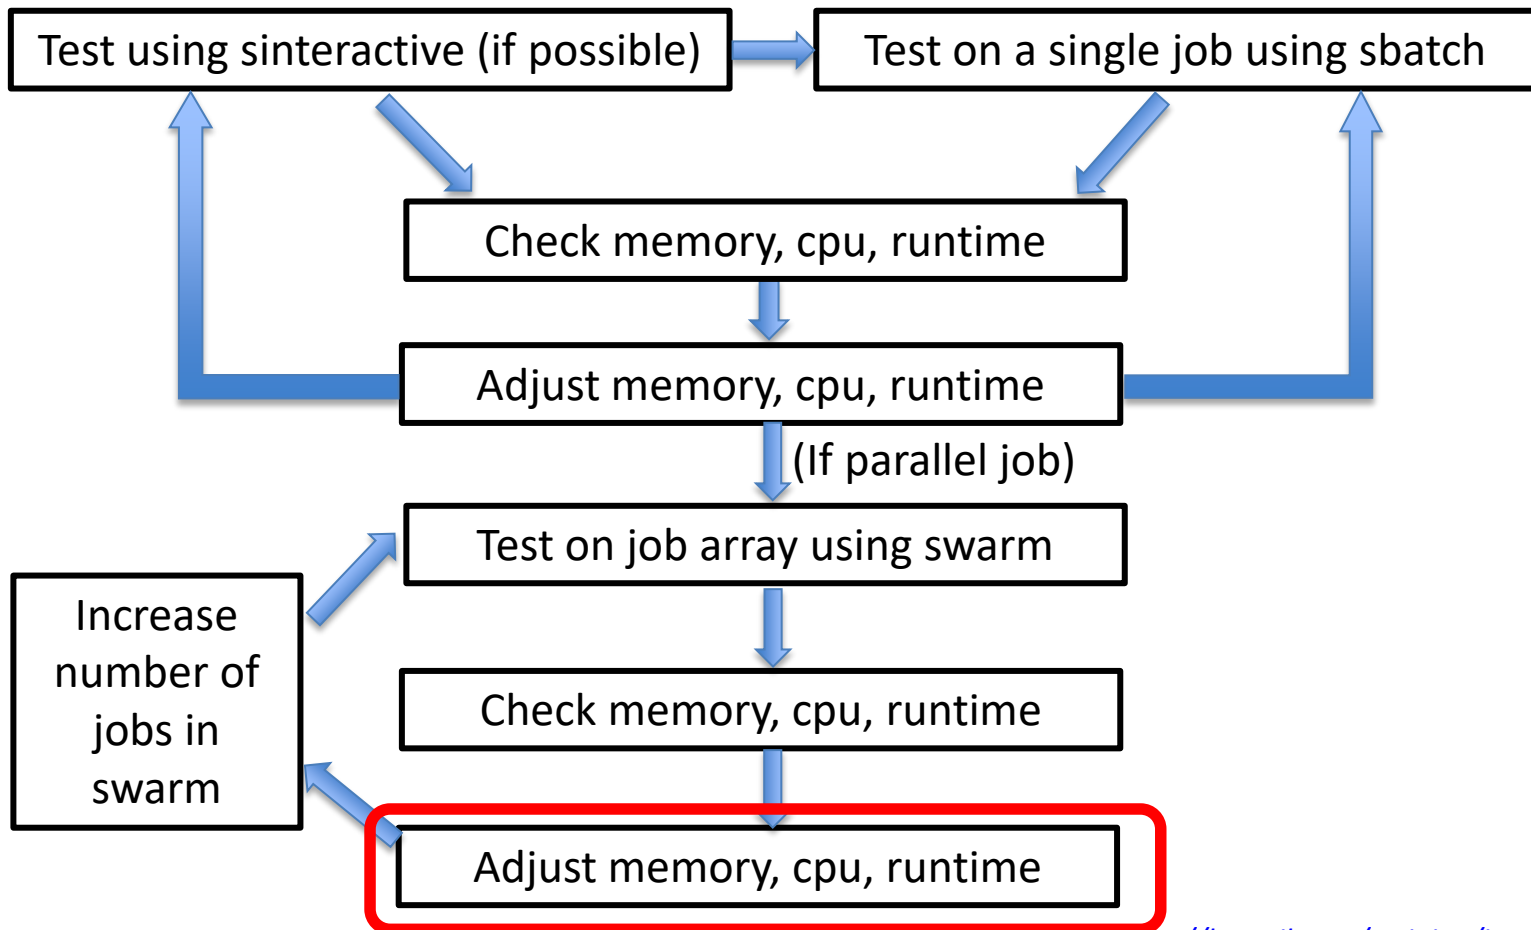 Test using sinteractive (if possible)
Test on a single job using sbatch
Check memory, cpu, runtime
Adjust memory, cpu, runtime
(If parallel job)
Test on job array using swarm
Increase
number of
jobs in
swarm
Check memory, cpu, runtime
Adjust memory, cpu, runtime